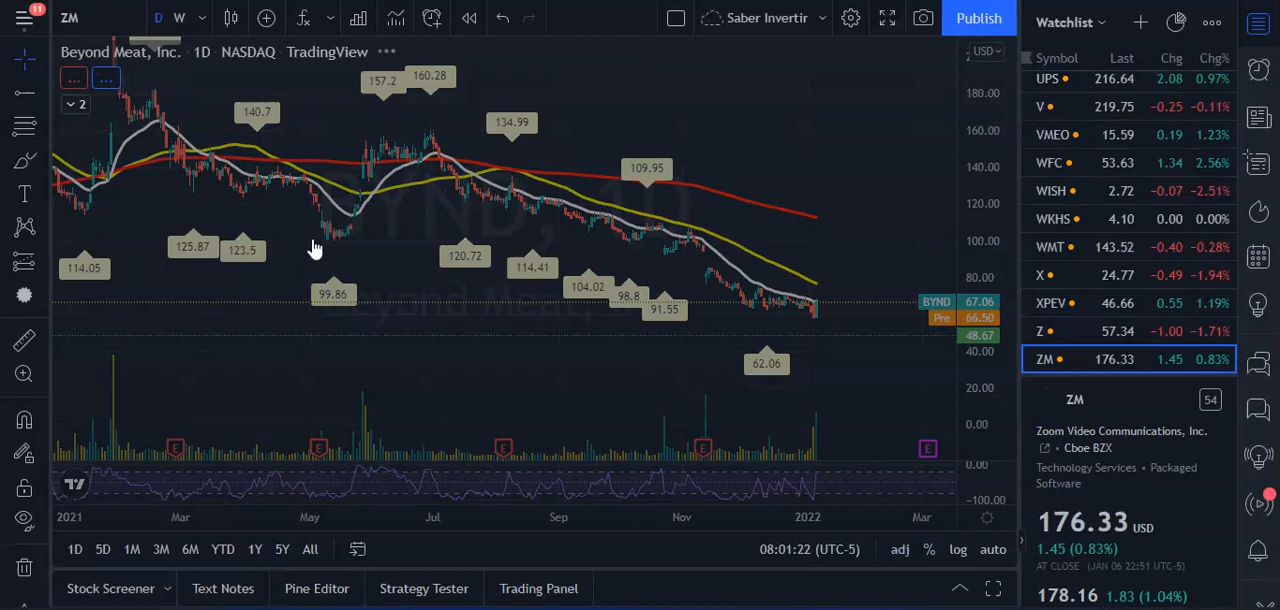 11
ZM
D W
Saber Invertir
Publish
Beyond Meat, Inc. · 1D · NASDAQ · TradingView
...
...
2
USD
180.00
160.00
140.00
120.00
100.00
80.00
40.00
20.00
0.00
0.00
−100.00
BYND 67.06
Pre 66.50
48.67
140.7
157.2
160.28
134.99
109.95
114.05
125.87
123.5
99.86
120.72
114.41
104.02
98.8
91.55
62.06
BYND, 1D
Beyond Meat, Inc.
E
E
E
E
E
2021 Mar May Jul Sep Nov 2022 Mar
1D 5D 1M 3M 6M YTD 1Y 5Y All
08:01:22 (UTC-5) adj % log auto
Stock Screener Text Notes Pine Editor Strategy Tester Trading Panel
Watchlist
Symbol Last Chg Chg%
UPS 216.64 2.08 0.97%
V 219.75 −0.25 −0.11%
VMEO 15.59 0.19 1.23%
WFC 53.63 1.34 2.56%
WISH 2.72 −0.07 −2.51%
WKHS 4.10 0.00 0.00%
WMT 143.52 −0.40 −0.28%
X 24.77 −0.49 −1.94%
XPEV 46.66 0.55 1.19%
Z 57.34 −1.00 −1.71%
ZM 176.33 1.45 0.83%
ZM 54
Zoom Video Communications, Inc.
Cboe BZX
Technology Services · Packaged
Software
176.33 USD
1.45 (0.83%)
AT CLOSE (JAN 06 22:51 UTC-5)
178.16 1.83 (1.04%)